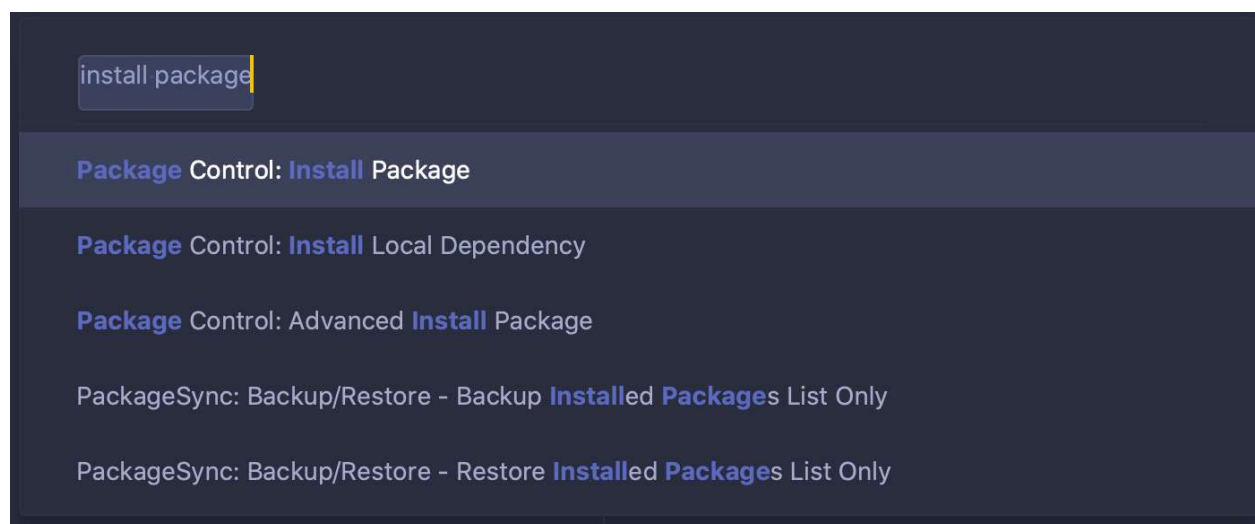 install package
Package Control: Install Package
Package Control: Install Local Dependency
Package Control: Advanced Install Package
PackageSync: Backup/Restore - Backup Installed Packages List Only
PackageSync: Backup/Restore - Restore Installed Packages List Only